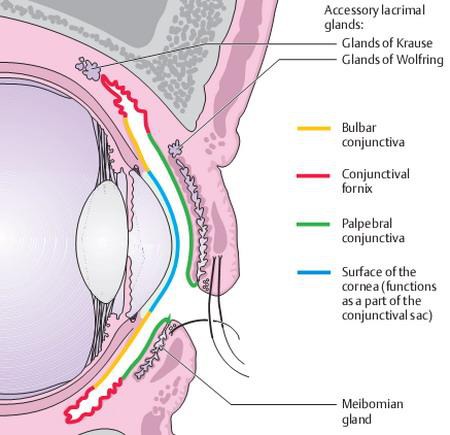 Accessory lacrimal
glands:
Glands of Krause
Glands of Wolfring
Bulbar
conjunctiva
Conjunctival
fornix
Palpebral
conjunctiva
Surface of the
cornea (functions
as a part of the
conjunctival sac)
Meibomian
gland